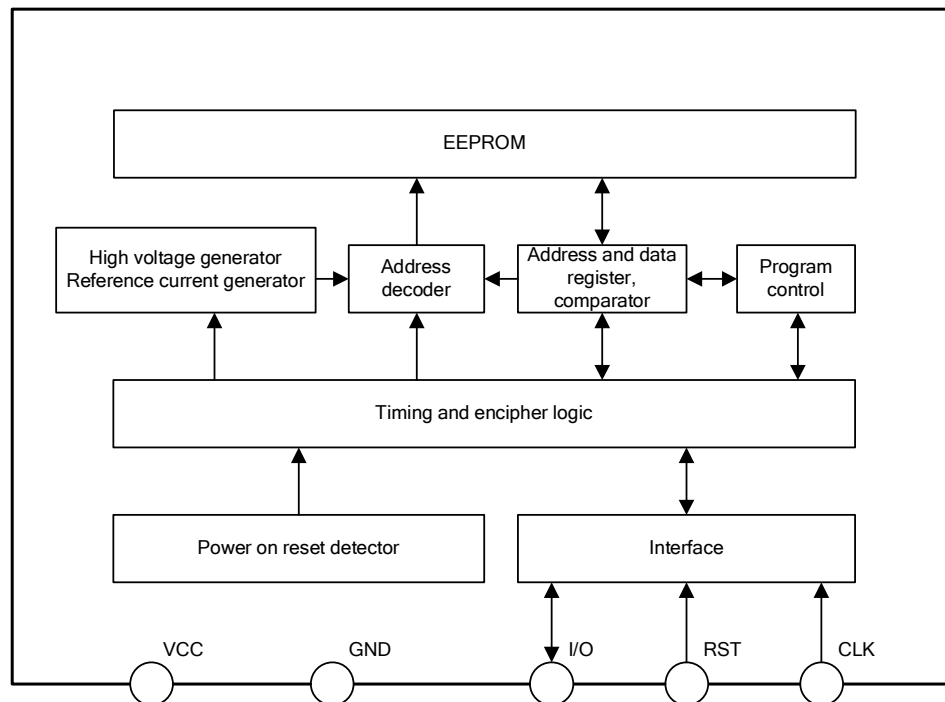 EEPROM
High voltage generator
Reference current generator
Address
decoder
Address and data
register,
comparator
Program
control
Timing and encipher logic
Power on reset detector
Interface
VCC
GND
I/O
RST
CLK